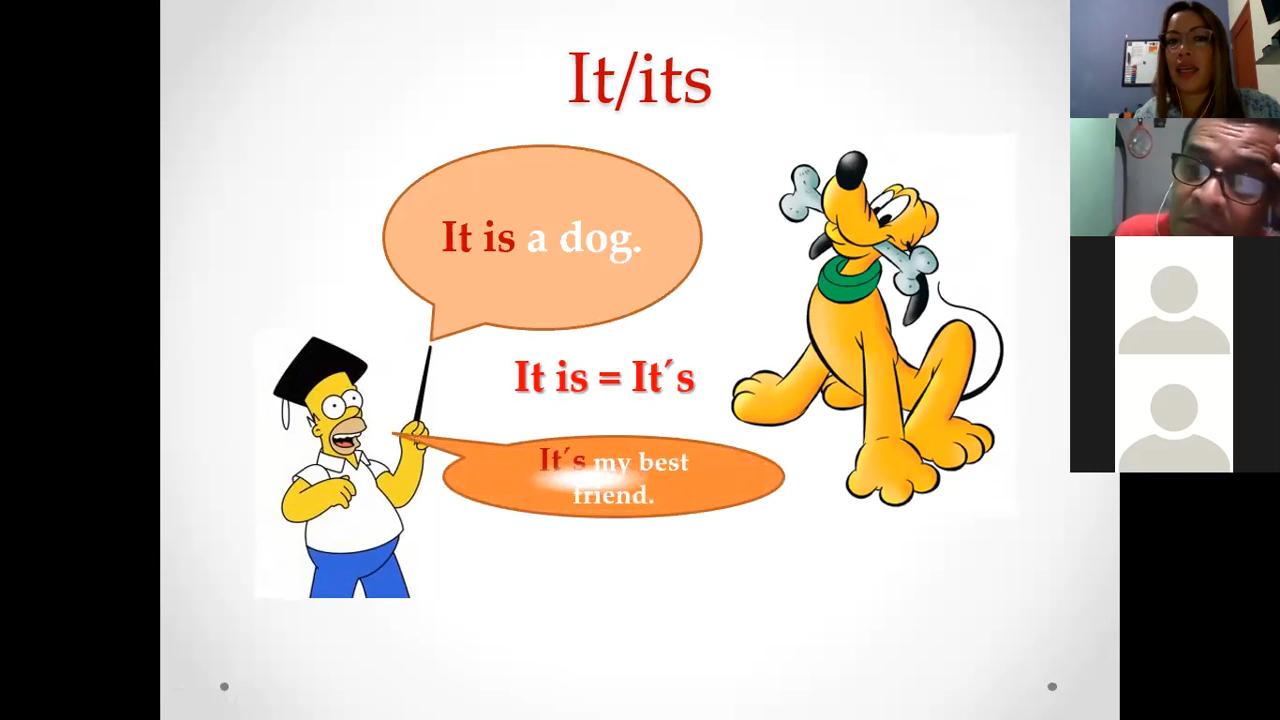 It/its
It is a dog.
It is = It´s
It´s my best
friend.